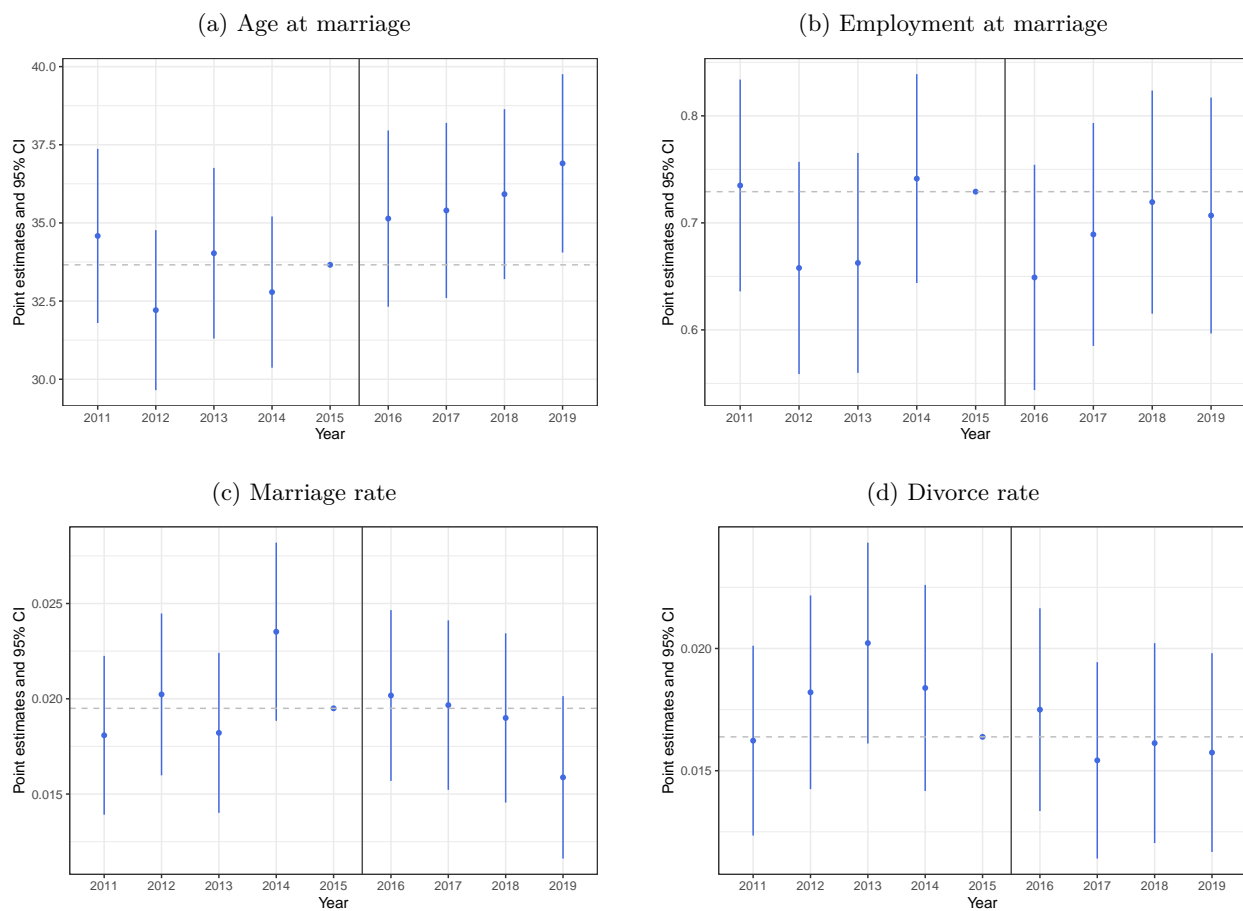 (a) Age at marriage
Point estimates and 95% CI
40.0
37.5
35.0
32.5
30.0
2011 2012 2013 2014 2015 2016 2017 2018 2019
Year
(b) Employment at marriage
Point estimates and 95% CI
0.8
0.7
0.6
2011 2012 2013 2014 2015 2016 2017 2018 2019
Year
(c) Marriage rate
Point estimates and 95% CI
0.025
0.020
0.015
2011 2012 2013 2014 2015 2016 2017 2018 2019
Year
(d) Divorce rate
Point estimates and 95% CI
0.020
0.015
2011 2012 2013 2014 2015 2016 2017 2018 2019
Year